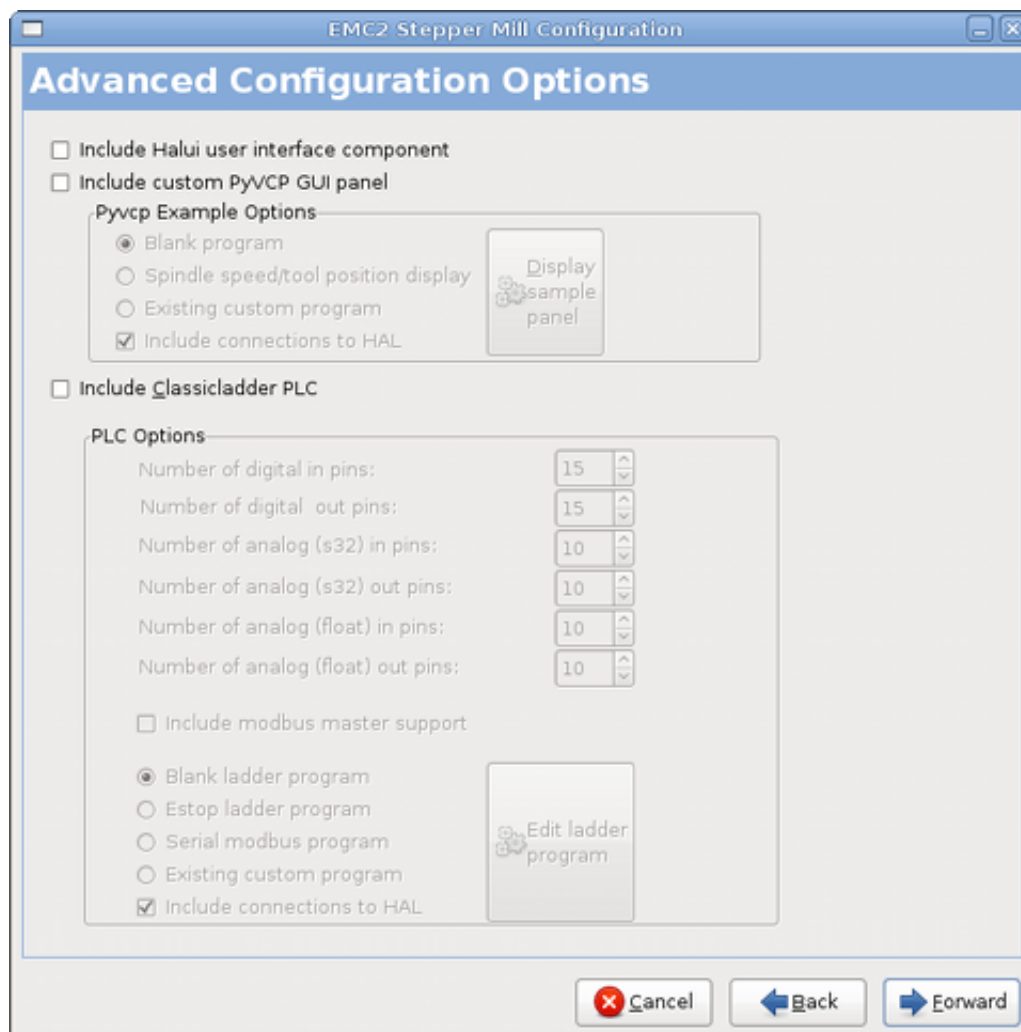 EMC2 Stepper Mill Configuration
Advanced Configuration Options
Include Halui user interface component
Include custom PyVCP GUI panel
Pyvcp Example Options
Blank program
Spindle speed/tool position display
Existing custom program
Include connections to HAL
Display
sample
panel
Include Classicladder PLC
PLC Options
Number of digital in pins: 15
Number of digital  out pins: 15
Number of analog (s32) in pins: 10
Number of analog (s32) out pins: 10
Number of analog (float) in pins: 10
Number of analog (float) out pins: 10
Include modbus master support
Blank ladder program
Estop ladder program
Serial modbus program
Existing custom program
Include connections to HAL
Edit ladder
program
Cancel Back Forward